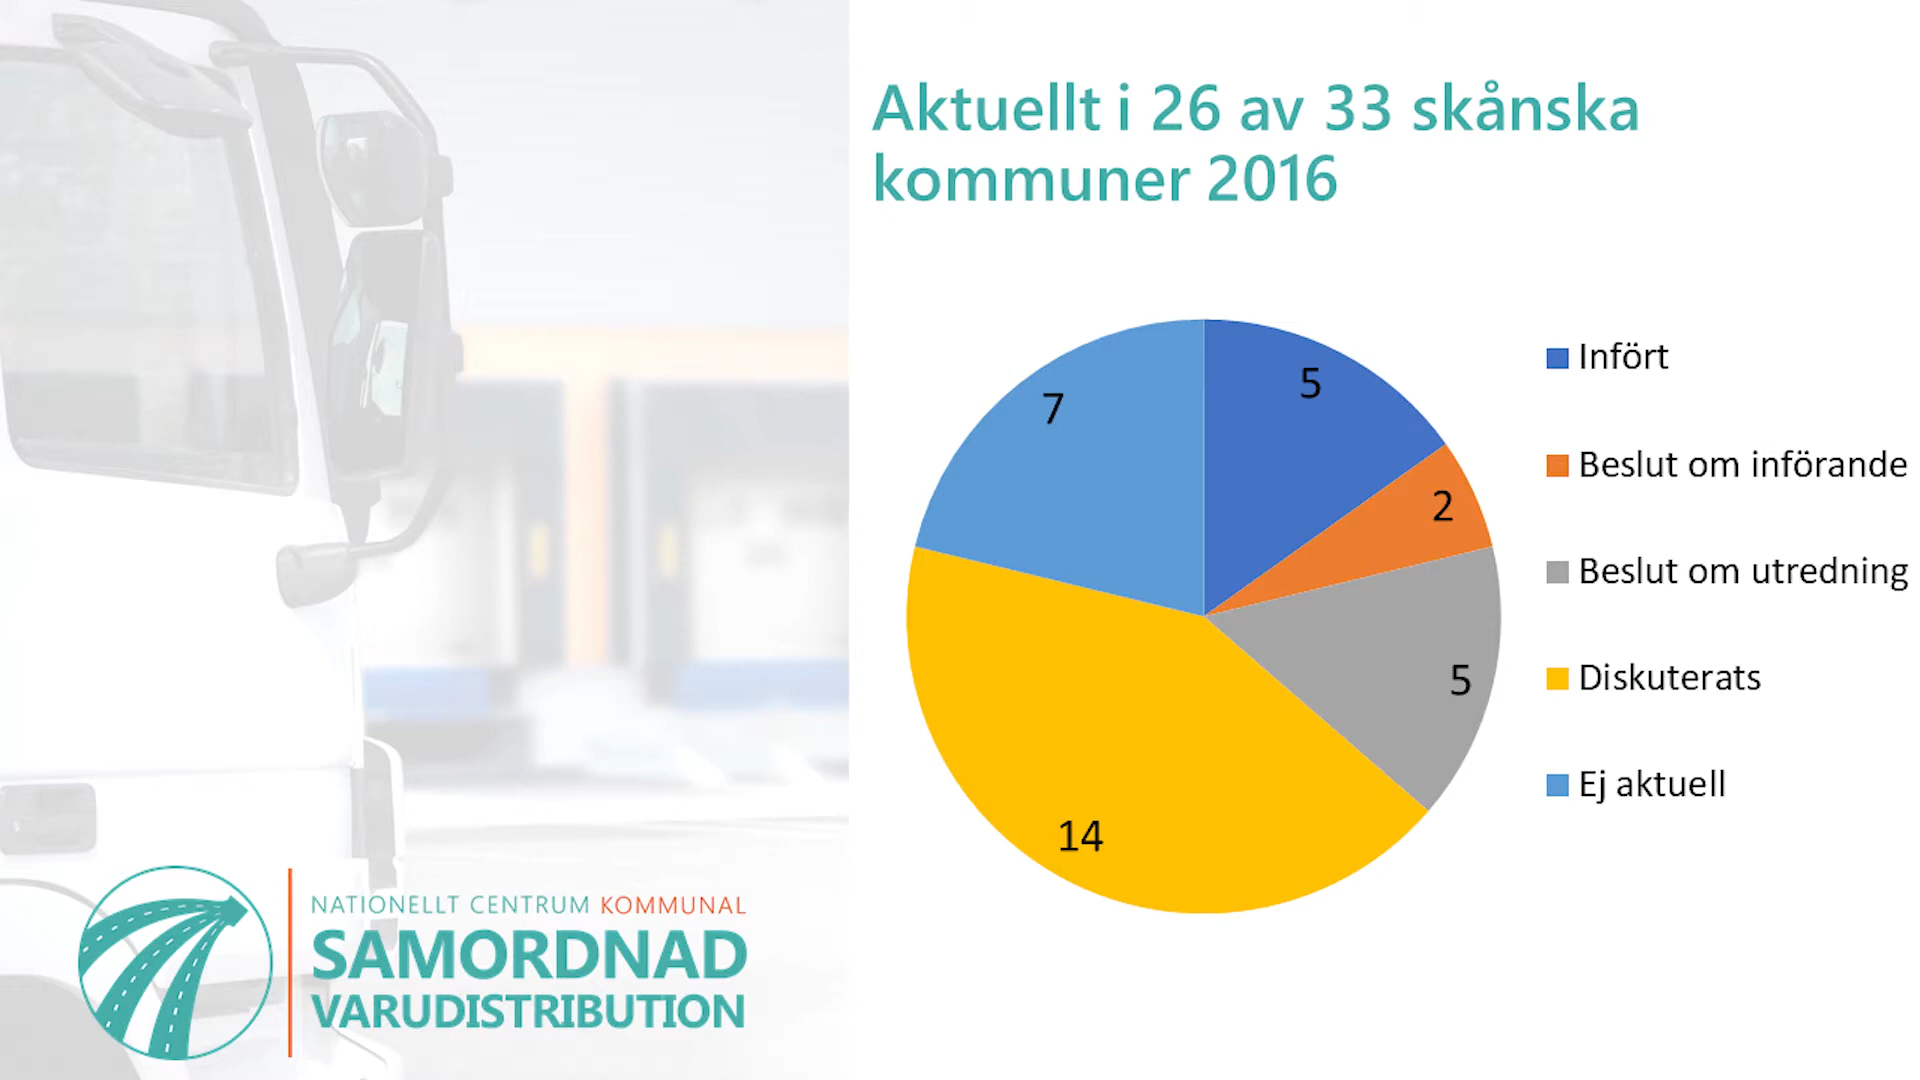 Aktuellt i 26 av 33 skånska
kommuner 2016
5
2
5
14
7
Infört
Beslut om införande
Beslut om utredning
Diskuterats
Ej aktuell
NATIONELLT CENTRUM KOMMUNAL
SAMORDNAD
VARUDISTRIBUTION